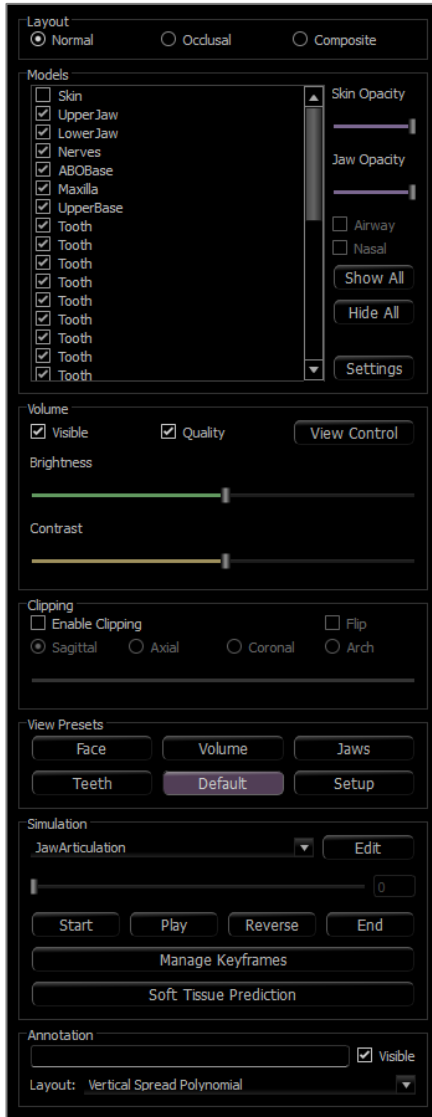 Layout
Normal Occlusal Composite
Models
Skin
UpperJaw
LowerJaw
Nerves
ABOBase
Maxilla
UpperBase
Tooth
Tooth
Tooth
Tooth
Tooth
Tooth
Tooth
Tooth
Tooth
Skin Opacity
Jaw Opacity
Airway
Nasal
Show All
Hide All
Settings
Volume
Visible Quality View Control
Brightness
Contrast
Clipping
Enable Clipping Flip
Sagittal Axial Coronal Arch
View Presets
Face Volume Jaws
Teeth Default Setup
Simulation
JawArticulation Edit
0
Start Play Reverse End
Manage Keyframes
Soft Tissue Prediction
Annotation
Visible
Layout: Vertical Spread Polynomial